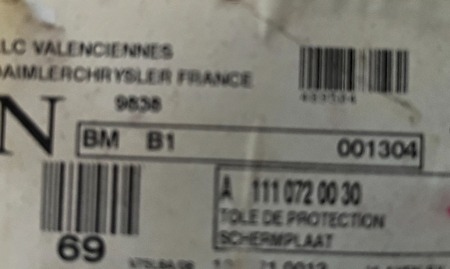 LC VALENCIENNES
DAIMLERCHRYSLER FRANCE
9838
N
BM B1 001304
A 111 072 00 30
TOLE DE PROTECTION
SCHERMPLAAT
69